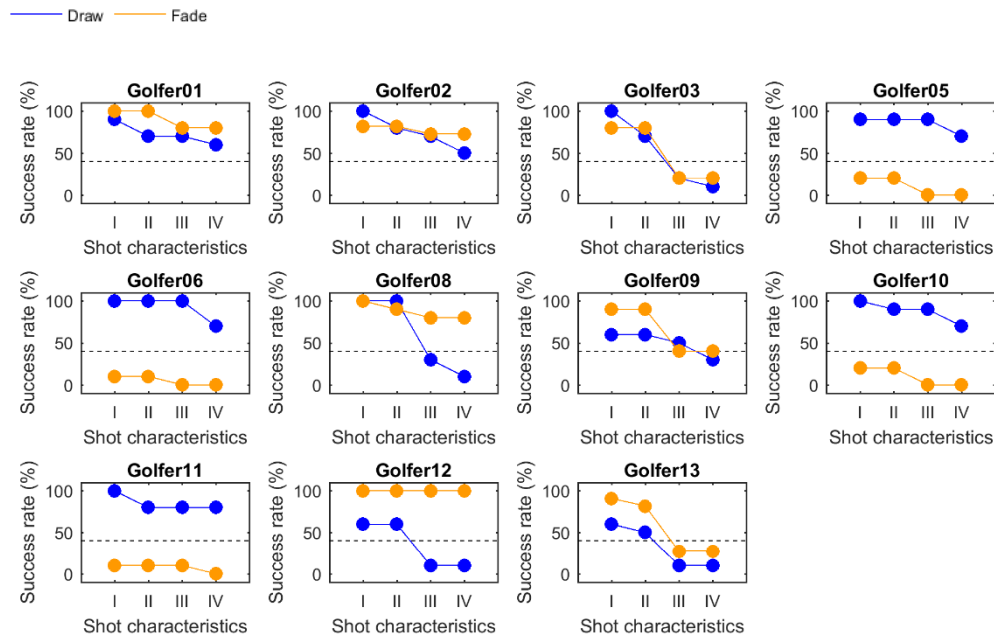 Draw Fade
Golfer01
Success rate (%)
100
50
0
I II III IV
Shot characteristics
Golfer02
Success rate (%)
100
50
0
I II III IV
Shot characteristics
Golfer03
Success rate (%)
100
50
0
I II III IV
Shot characteristics
Golfer05
Success rate (%)
100
50
0
I II III IV
Shot characteristics
Golfer06
Success rate (%)
100
50
0
I II III IV
Shot characteristics
Golfer08
Success rate (%)
100
50
0
I II III IV
Shot characteristics
Golfer09
Success rate (%)
100
50
0
I II III IV
Shot characteristics
Golfer10
Success rate (%)
100
50
0
I II III IV
Shot characteristics
Golfer11
Success rate (%)
100
50
0
I II III IV
Shot characteristics
Golfer12
Success rate (%)
100
50
0
I II III IV
Shot characteristics
Golfer13
Success rate (%)
100
50
0
I II III IV
Shot characteristics